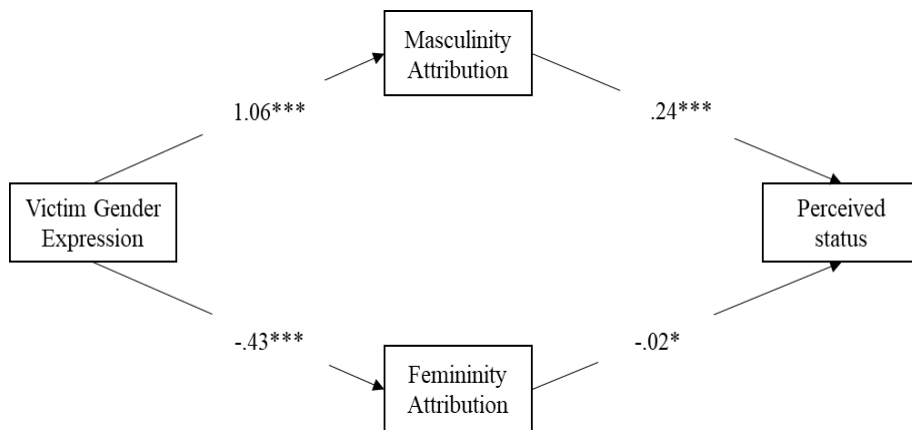 Masculinity
Attribution
1.06***
.24***
Victim Gender
Expression
Perceived
status
-.43***
-.02*
Femininity
Attribution